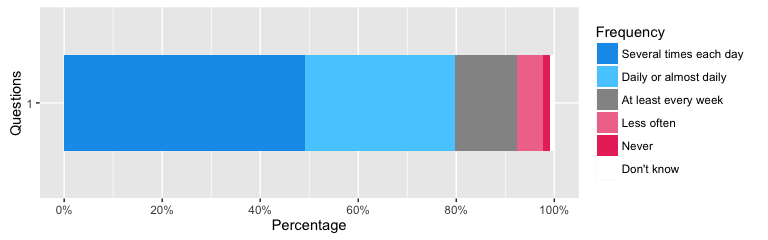 Frequency
Several times each day
Daily or almost daily
At least every week
Less often
Never
Don't know
Questions
1
0%
20%
40%
60%
80%
100%
Percentage